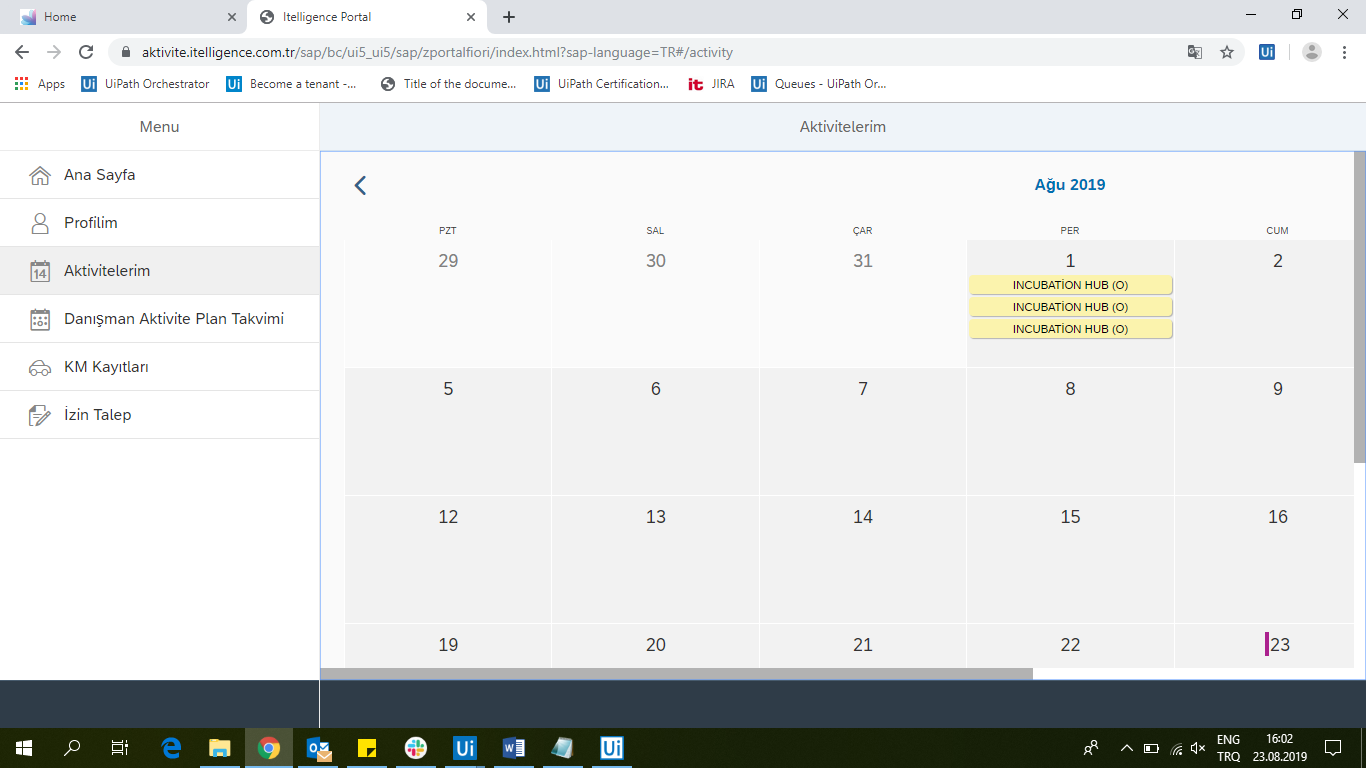 Home
Itelligence Portal
aktivite.itelligence.com.tr/sap/bc/ui5_ui5/sap/zportalfiori/index.html?sap-language=TR#/activity
Apps
UiPath Orchestrator
Become a tenant -...
Title of the docume...
UiPath Certification...
JIRA
Queues - UiPath Or...
Menu
Aktivitelerim
Ana Sayfa
Profilim
Aktivitelerim
Danışman Aktivite Plan Takvimi
KM Kayıtları
İzin Talep
Ağu 2019
PZT SAL ÇAR PER CUM
29 30 31 1 2
INCUBATİON HUB (O)
INCUBATİON HUB (O)
INCUBATİON HUB (O)
5 6 7 8 9
12 13 14 15 16
19 20 21 22 23
ENG
TRQ
16:02
23.08.2019